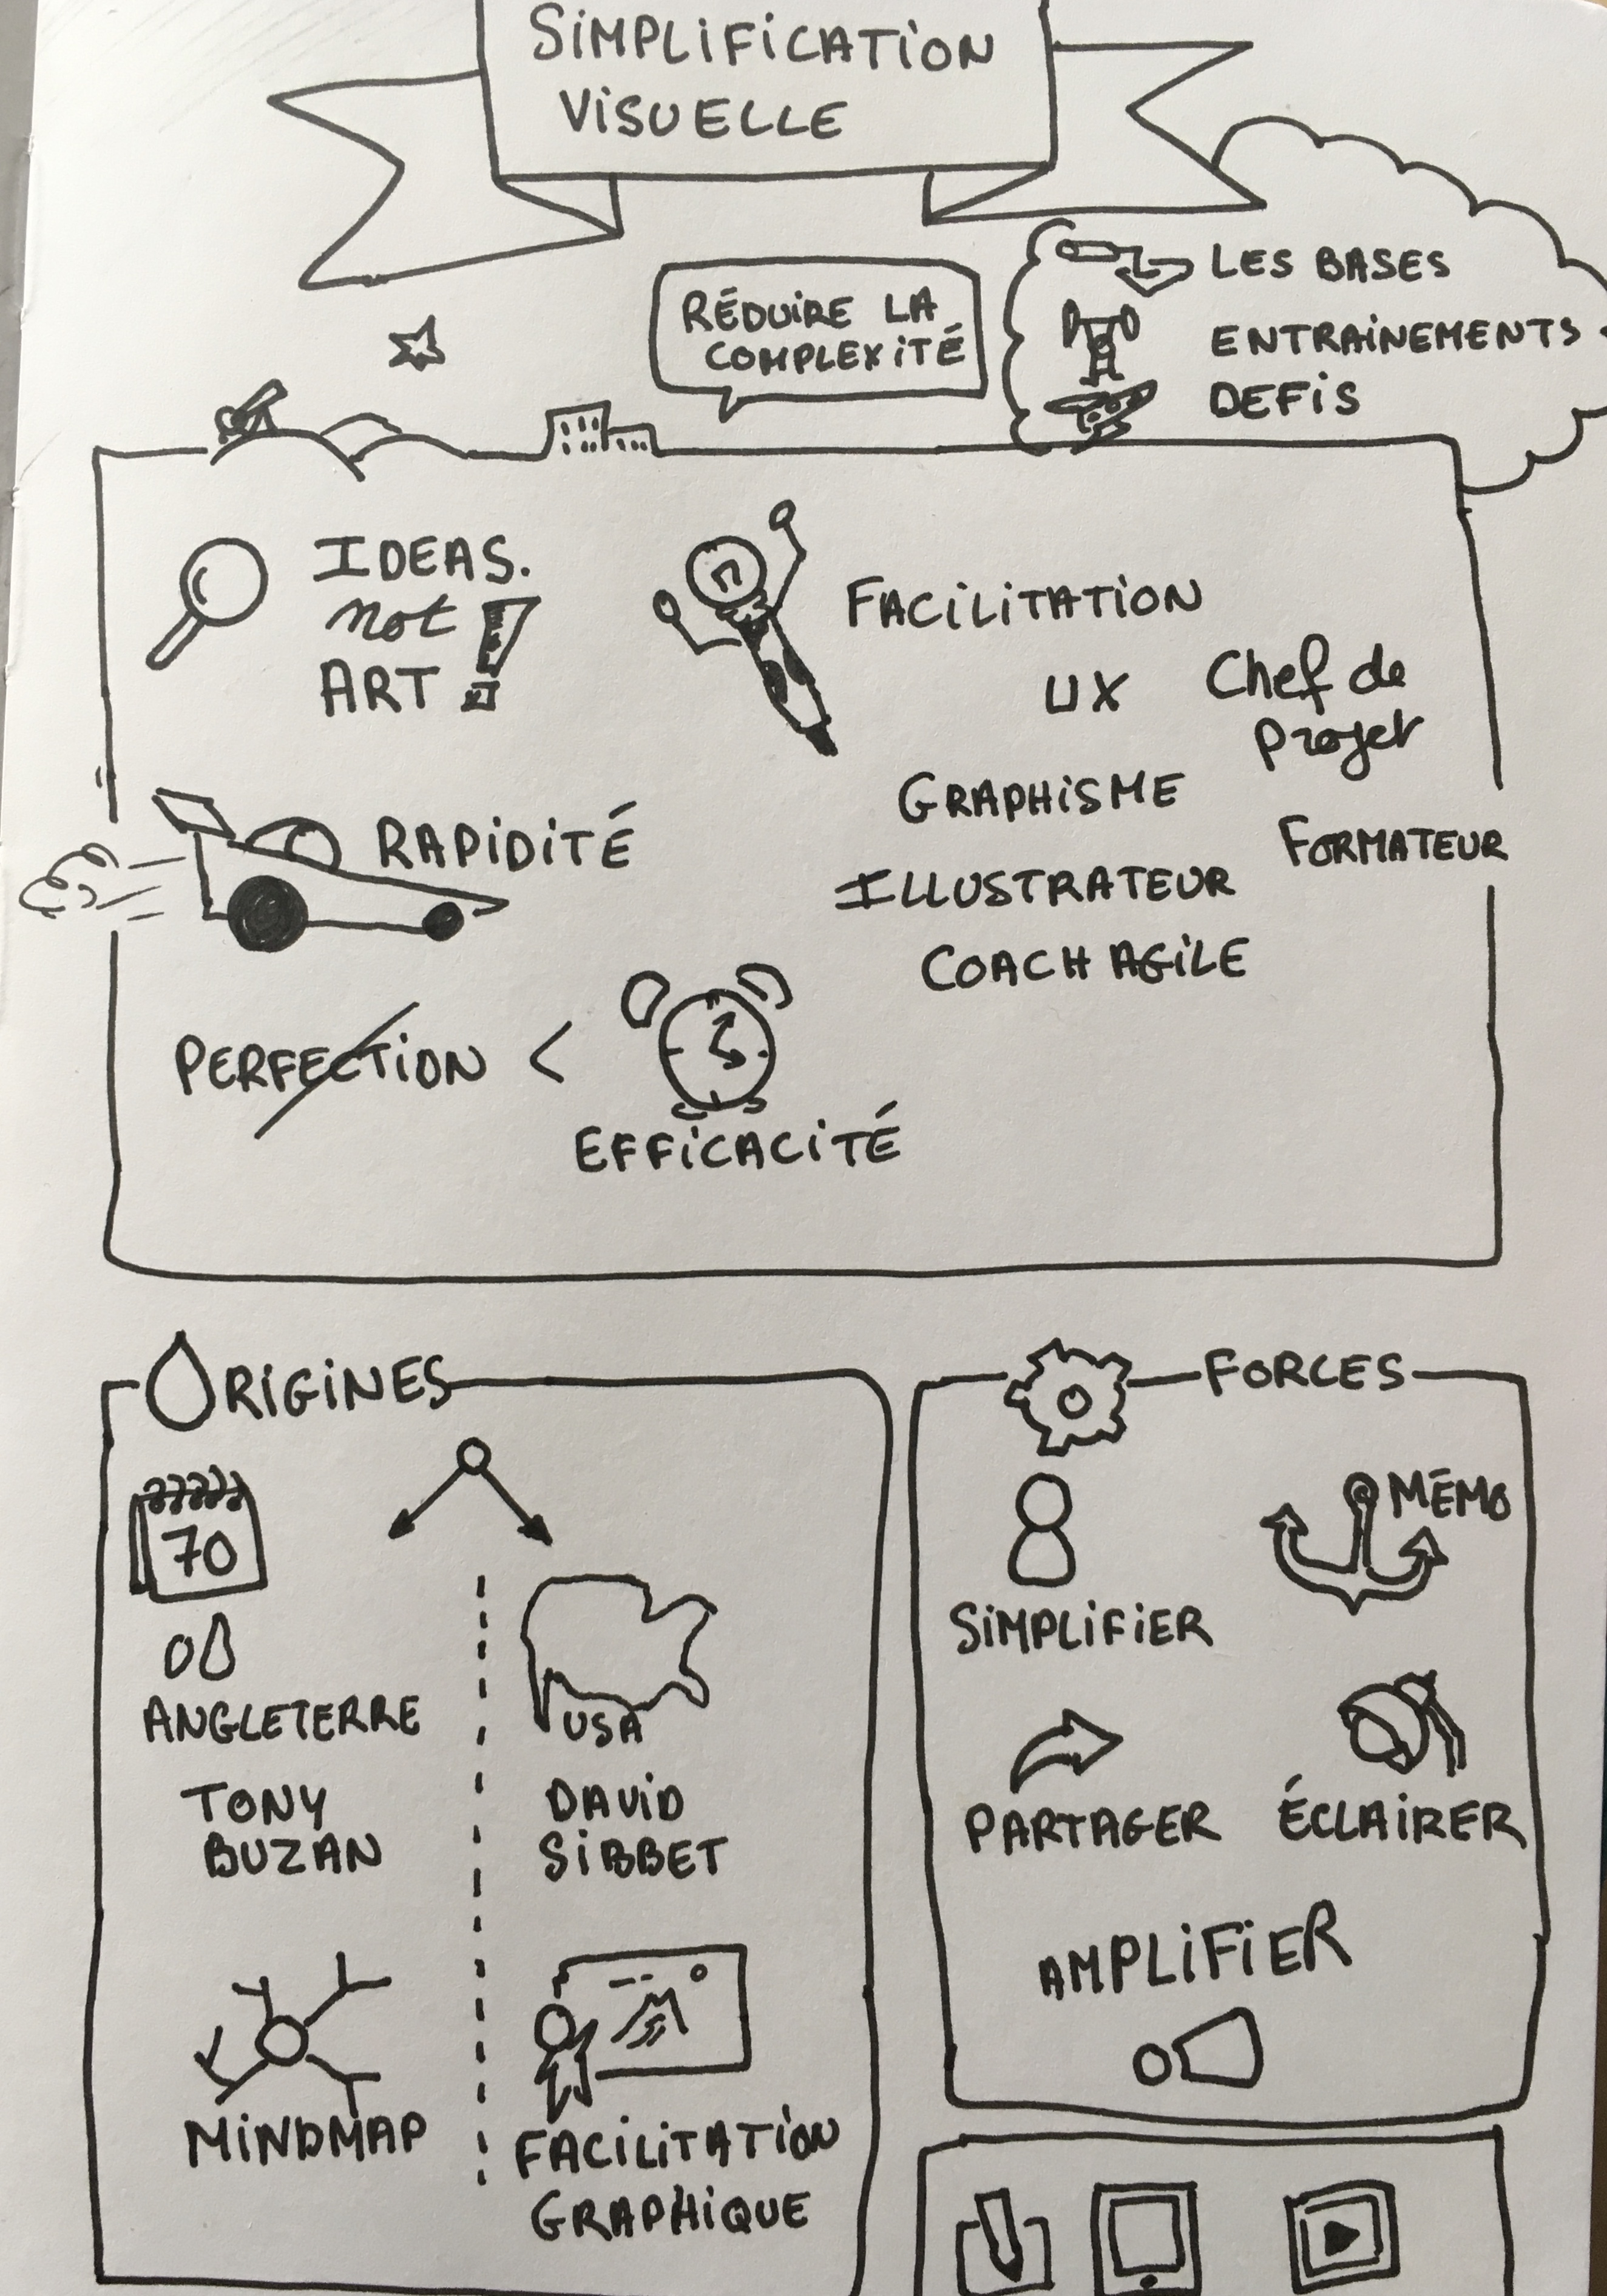 SIMPLIFICATION
VISUELLE
RÉDUIRE LA
COMPLEXITÉ
LES BASES
ENTRAINEMENTS
DEFIS
IDEAS.
not
ART
FACILITATION
UX
Chef de
projet
GRAPHISME
FORMATEUR
ILLUSTRATEUR
COACH AGILE
RAPIDITÉ
PERFECTION <
EFFICACITÉ
ORIGINES
70
ANGLETERRE
TONY
BUZAN
MINDMAP
USA
DAVID
SIBBET
FACILITATION
GRAPHIQUE
FORCES
SIMPLIFIER
MÉMO
PARTAGER
ÉCLAIRER
AMPLIFIER